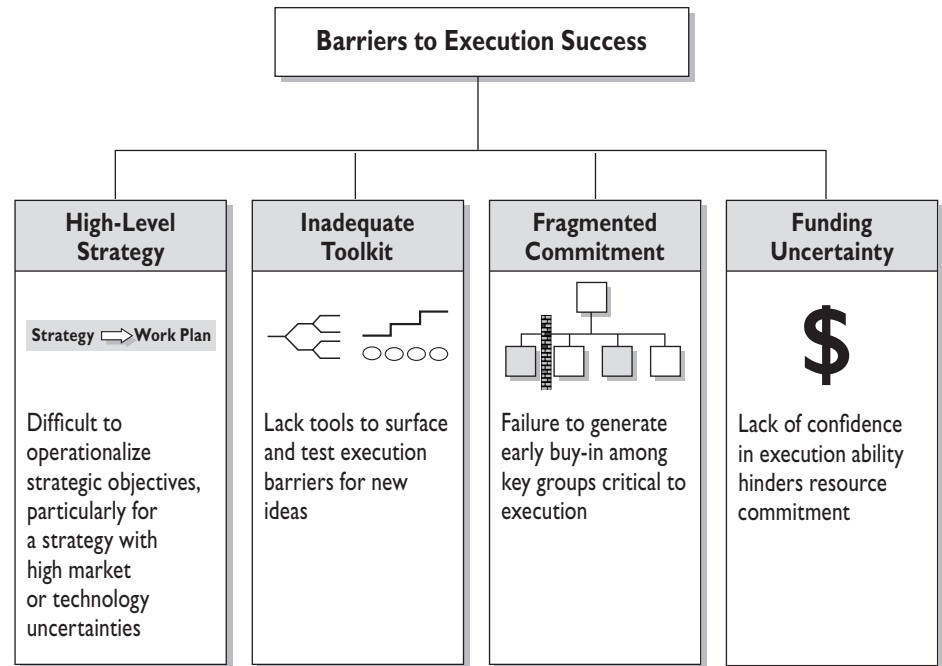 Barriers to Execution Success
High-Level
Strategy
Strategy Work Plan
Difficult to
operationalize
strategic objectives,
particularly for
a strategy with
high market
or technology
uncertainties
Inadequate
Toolkit
Lack tools to surface
and test execution
barriers for new
ideas
Fragmented
Commitment
Failure to generate
early buy-in among
key groups critical to
execution
Funding
Uncertainty
$
Lack of confidence
in execution ability
hinders resource
commitment